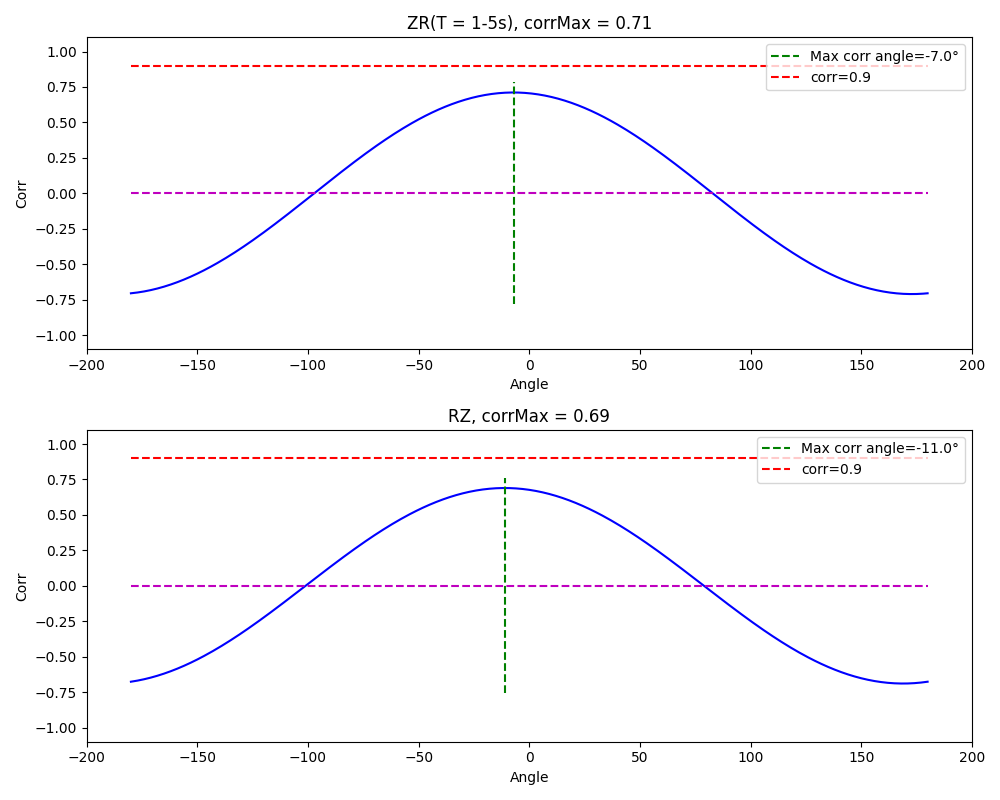 ZR(T = 1-5s), corrMax = 0.71
Max corr angle=-7.0°
corr=0.9
1.00
0.75
0.50
0.25
0.00
−0.25
−0.50
−0.75
−1.00
Corr
−200 −150 −100 −50 0 50 100 150 200
Angle
RZ, corrMax = 0.69
Max corr angle=-11.0°
corr=0.9
1.00
0.75
0.50
0.25
0.00
−0.25
−0.50
−0.75
−1.00
Corr
−200 −150 −100 −50 0 50 100 150 200
Angle